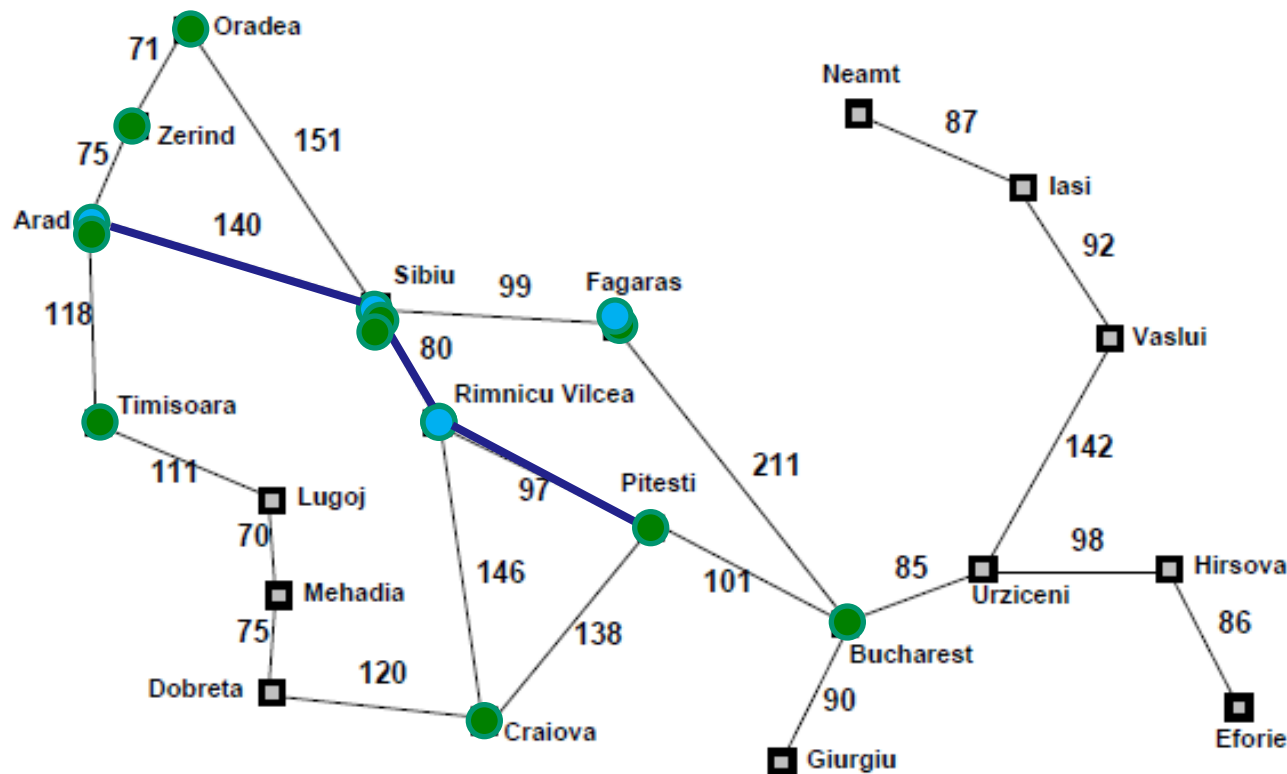 Oradea
71
Neamt
87
Zerind
75
151
Iasi
Arad
140
92
Sibiu
99
Fagaras
118
80
Vaslui
Rimnicu Vilcea
Timisoara
142
211
111
97
Pitesti
Lugoj
70
98
146
101
85
Hirsova
Mehadia
Urziceni
75
138
86
Bucharest
120
Dobreta
90
Craiova
Eforie
Giurgiu